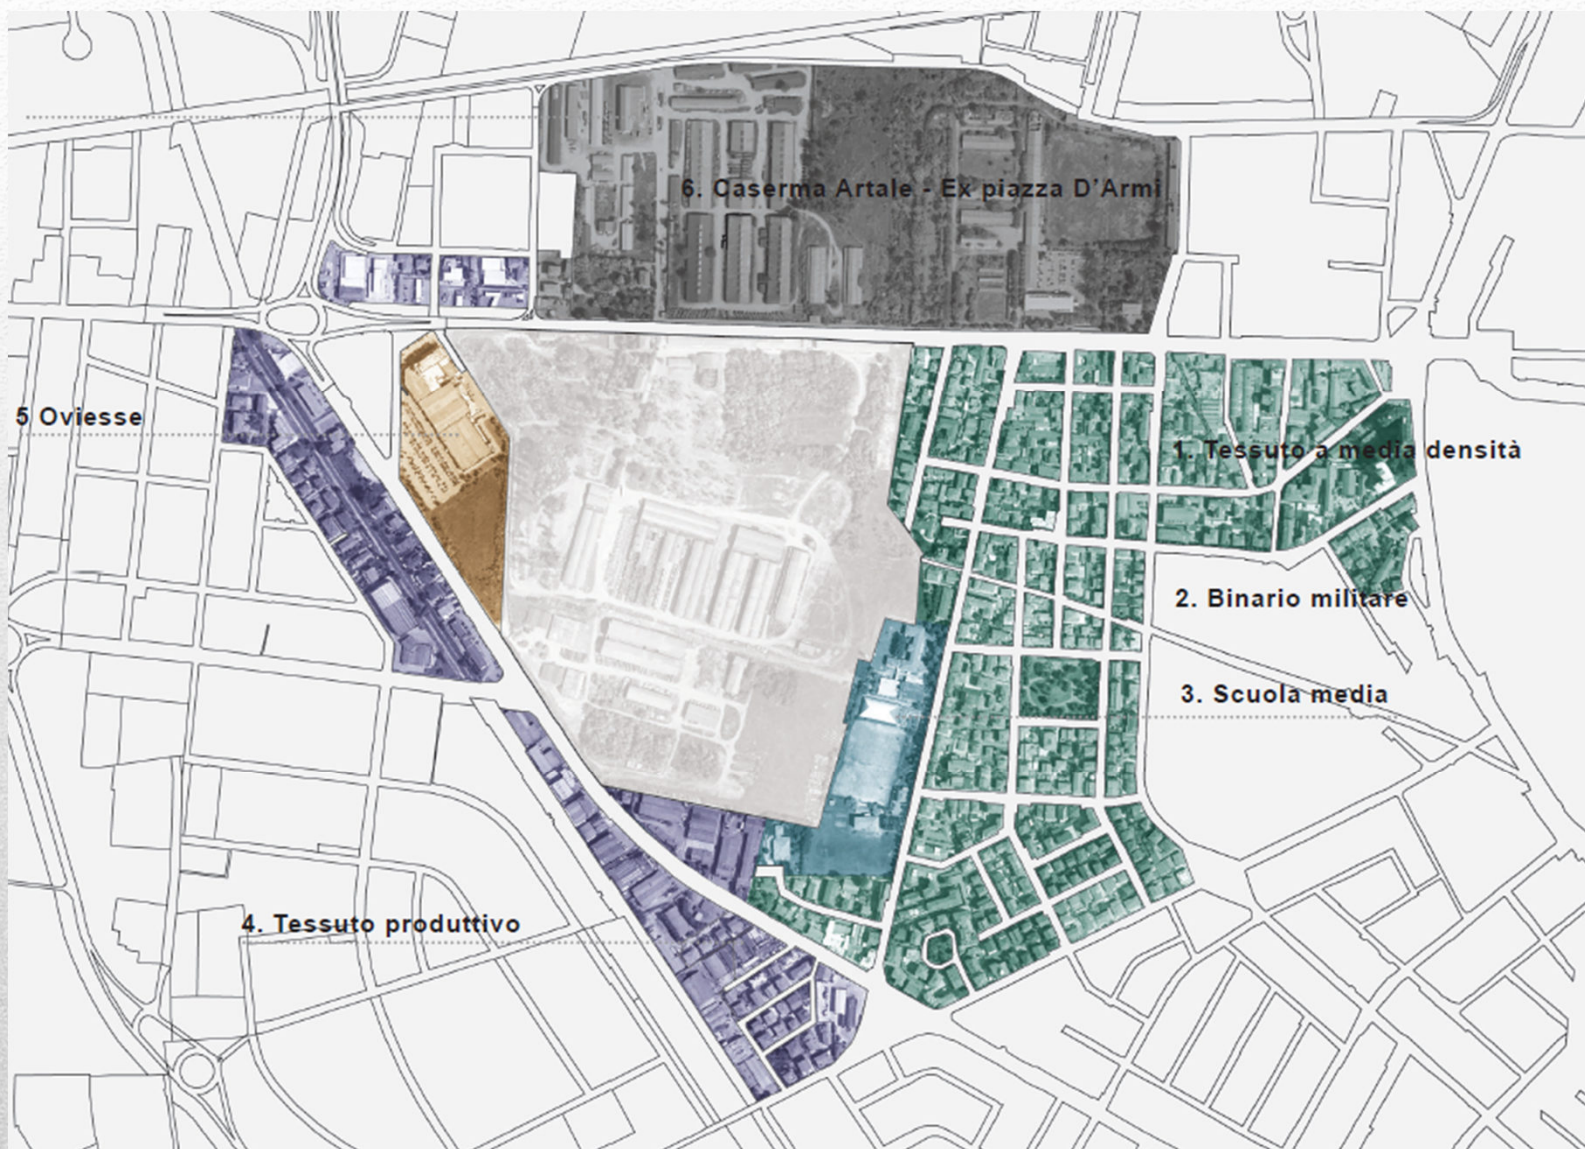 6. Caserma Artale - Ex piazza D'Armi
5 Oviesse
1. Tessuto a media densità
2. Binario militare
3. Scuola media
4. Tessuto produttivo